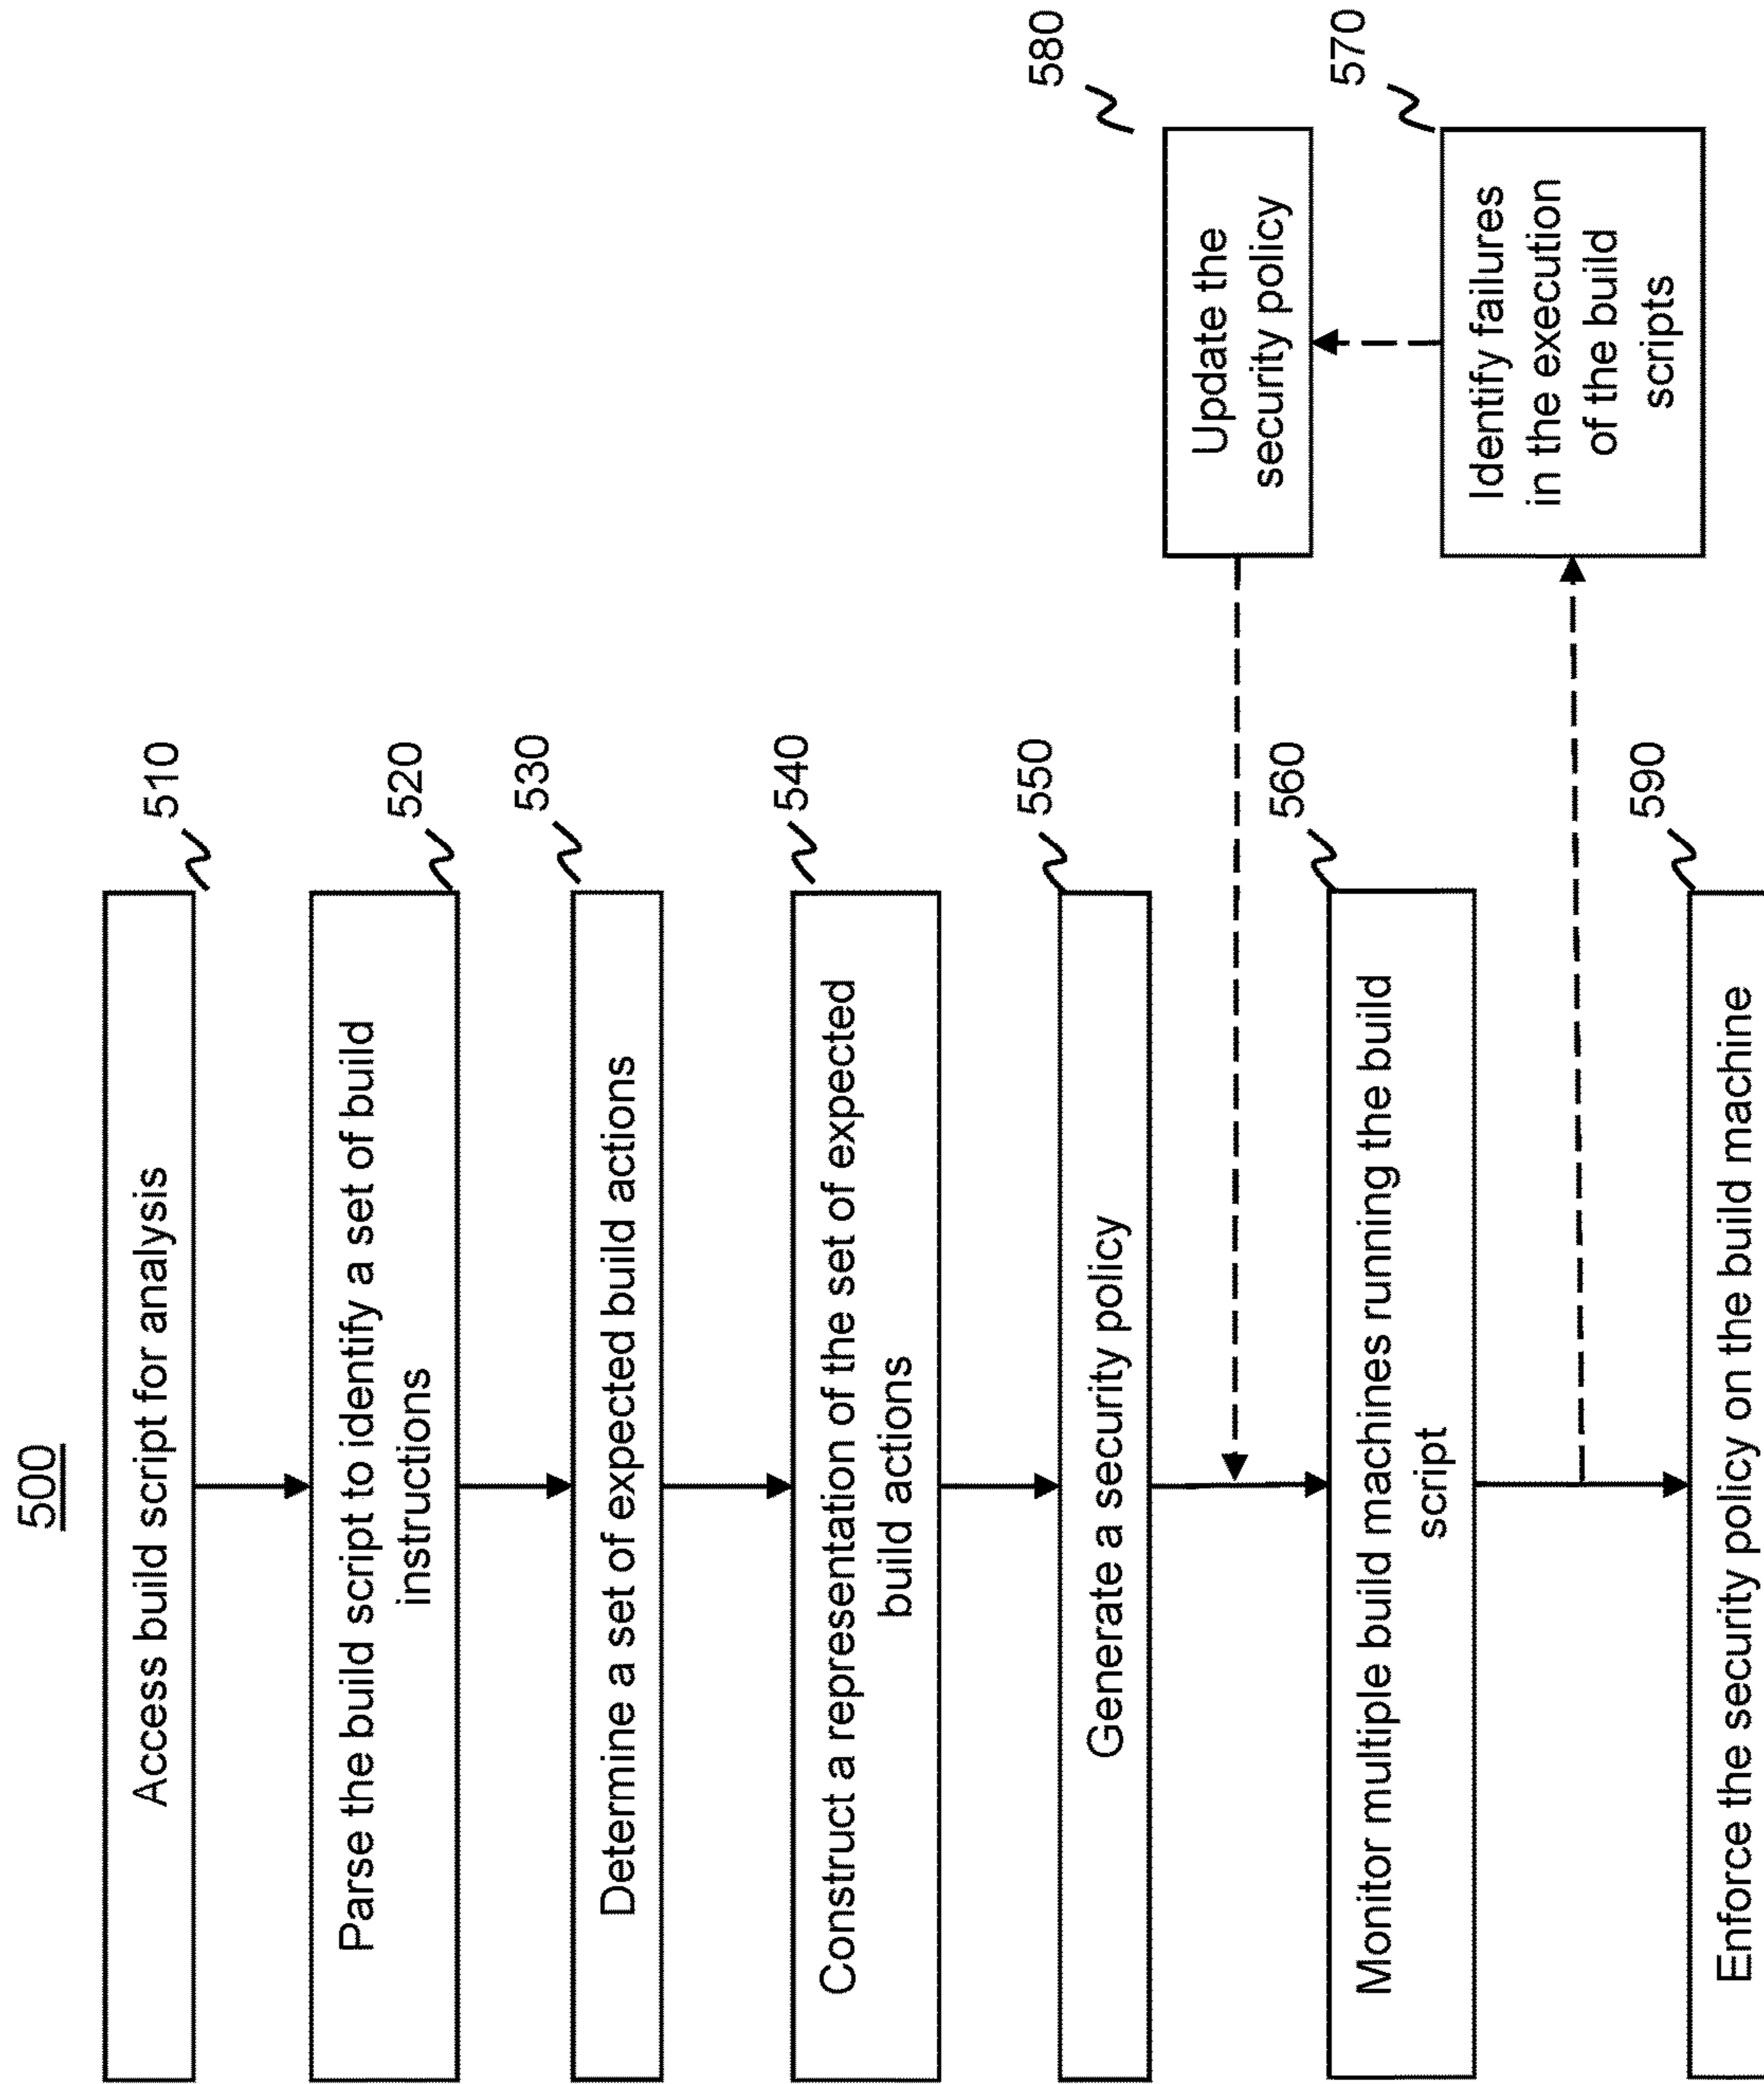 500
Access build script for analysis
510
Parse the build script to identify a set of build
instructions
520
Determine a set of expected build actions
530
Construct a representation of the set of expected
build actions
540
Generate a security policy
550
Monitor multiple build machines running the build
script
560
Identify failures
in the execution
of the build
scripts
570
Update the
security policy
580
Enforce the security policy on the build machine
590